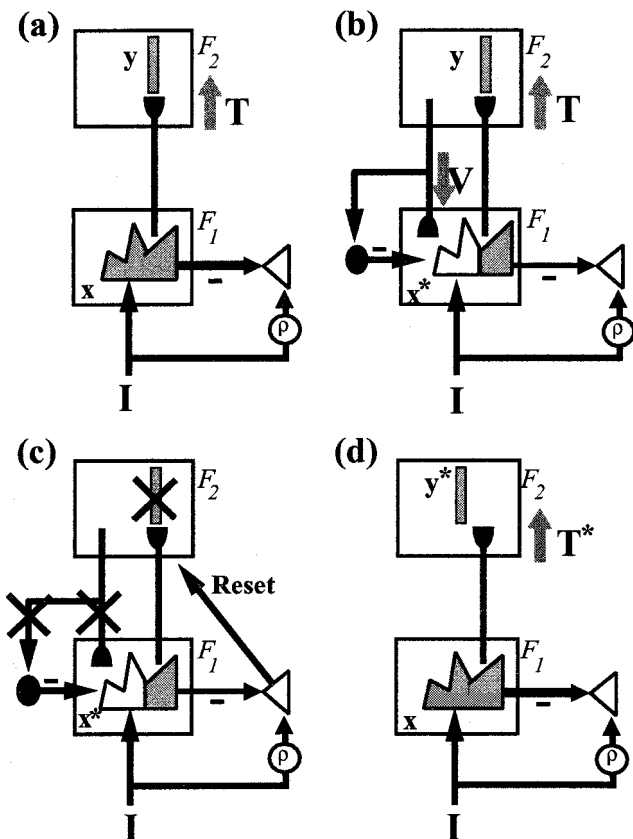 (a)
y
F2
T
F1
x
–
ρ
I
(b)
y
F2
T
V
F1
–
x*
–
ρ
I
(c)
F2
Reset
F1
–
x*
–
ρ
I
(d)
y*
F2
T*
F1
x
–
ρ
I